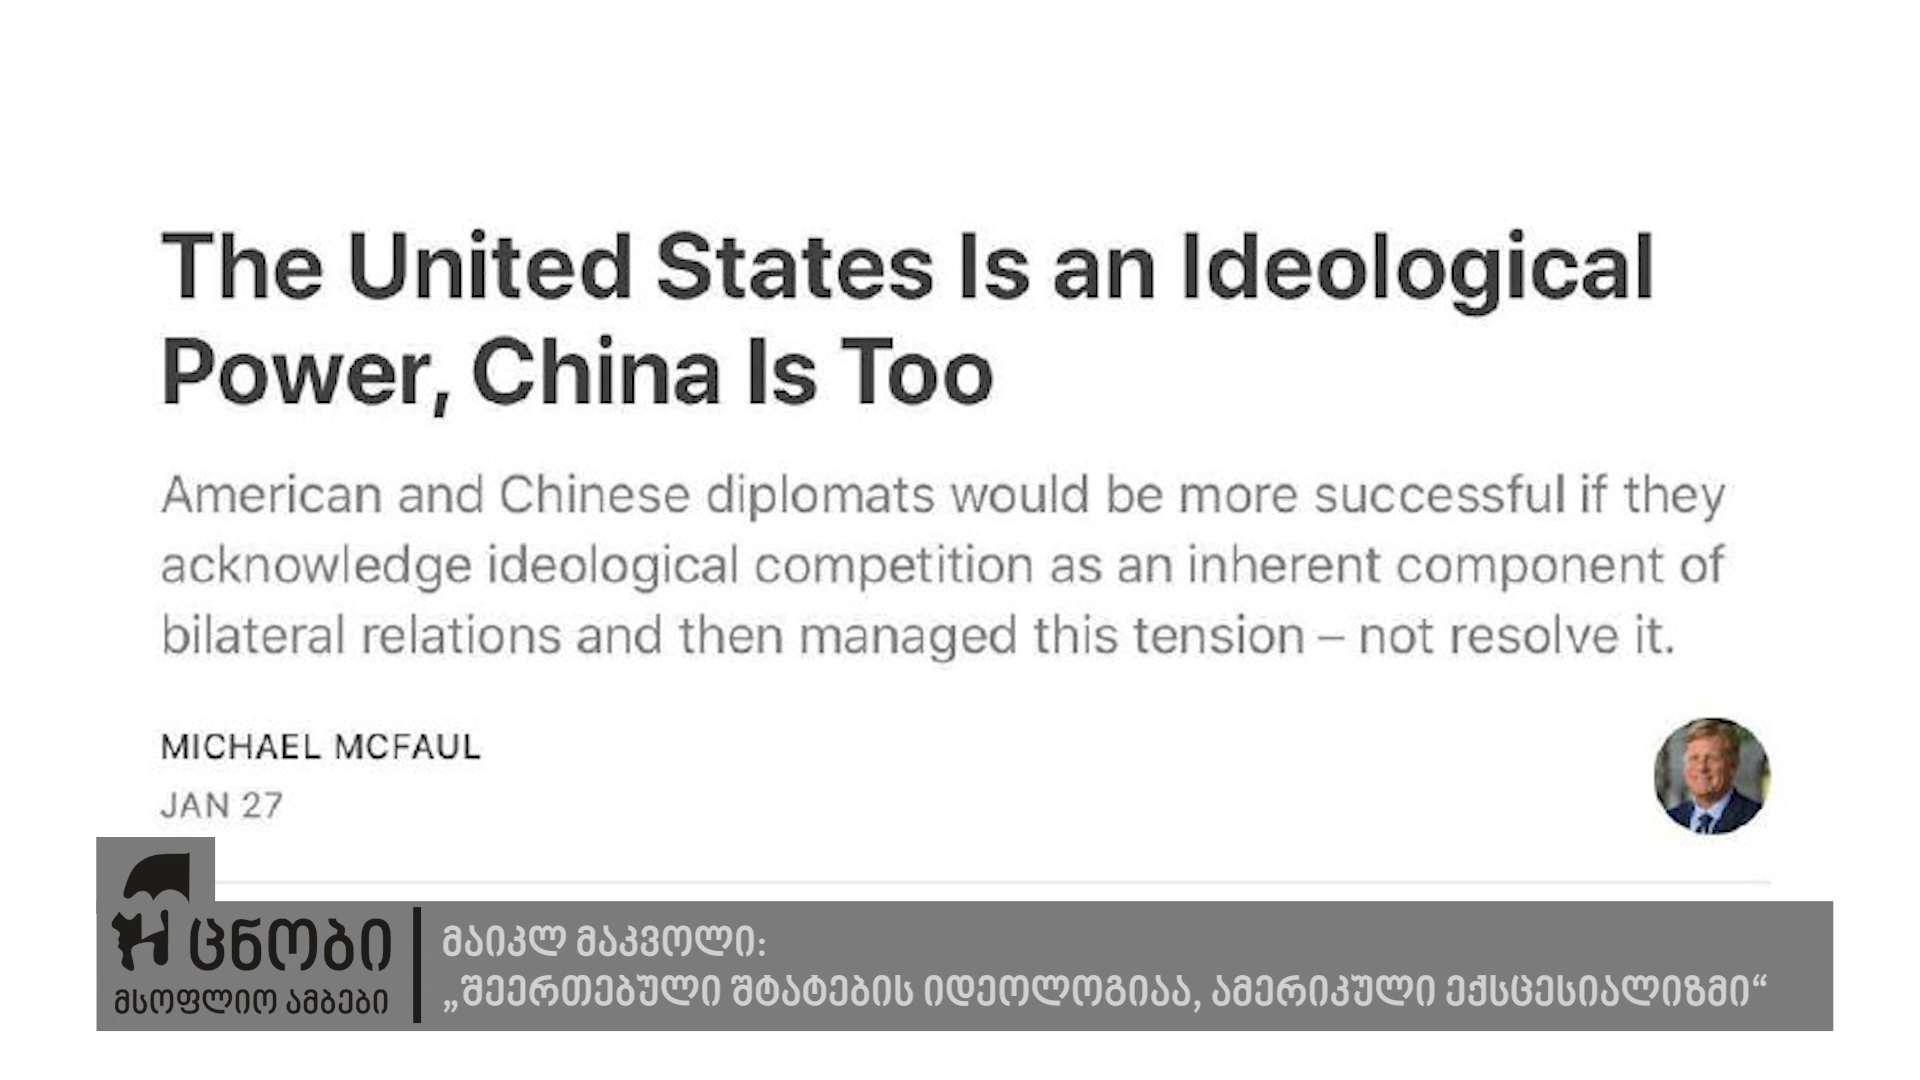 The United States Is an Ideological
Power, China Is Too
American and Chinese diplomats would be more successful if they
acknowledge ideological competition as an inherent component of
bilateral relations and then managed this tension – not resolve it.
MICHAEL MCFAUL
JAN 27
ცნობი
მსოფლიო ამბები
მაიკლ მაკვოლი:
„შეერთებული შტატების იდეოლოგიაა, ამერიკული ექსცესიალიზმი“